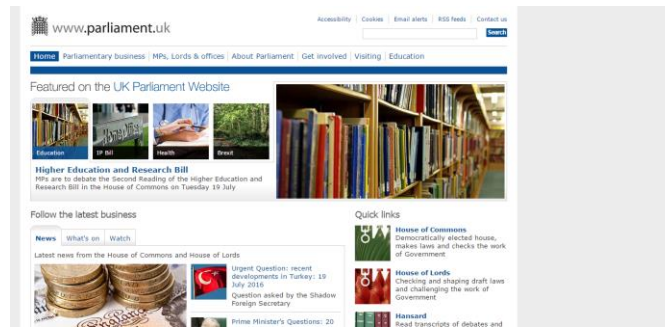 www.parliament.uk
Accessibility Cookies Email alerts RSS feeds Contact us
Search
Home Parliamentary business MPs, Lords & offices About Parliament Get involved Visiting Education
Featured on the UK Parliament Website
Education IP Bill Health Brexit
Higher Education and Research Bill
MPs are to debate the Second Reading of the Higher Education and
Research Bill in the House of Commons on Tuesday 19 July
Follow the latest business
News What's on Watch
Latest news from the House of Commons and House of Lords
Urgent Question: recent
developments in Turkey: 19
July 2016
Question asked by the Shadow
Foreign Secretary
Prime Minister's Questions: 20
Quick links
House of Commons
Democratically elected house,
makes laws and checks the work
of Government
House of Lords
Checking and shaping draft laws
and challenging the work of
Government
Hansard
Read transcripts of debates and